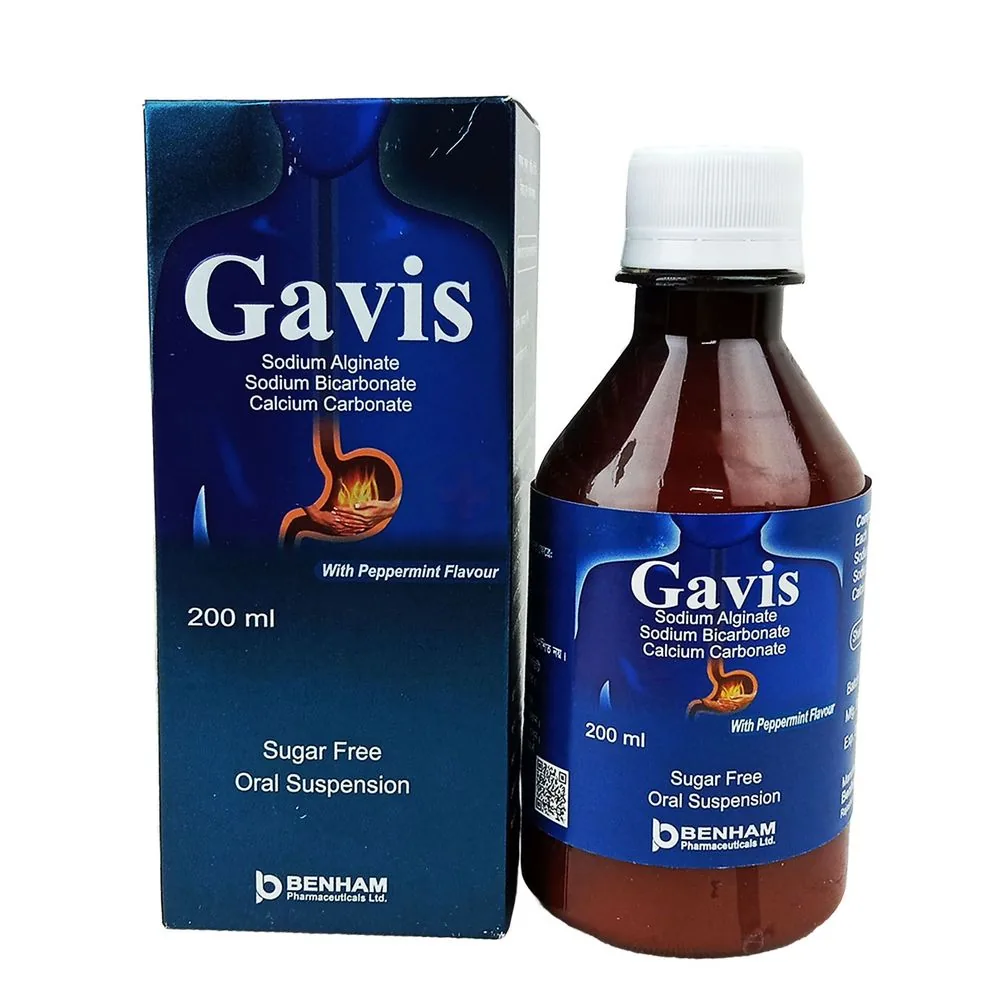 Gavis
Sodium Alginate
Sodium Bicarbonate
Calcium Carbonate
With Peppermint Flavour
200 ml
Sugar Free
Oral Suspension
BENHAM
Pharmaceuticals Ltd.
Gavis
Sodium Alginate
Sodium Bicarbonate
Calcium Carbonate
With Peppermint Flavour
200 ml
Sugar Free
Oral Suspension
BENHAM
Pharmaceuticals Ltd.
Each